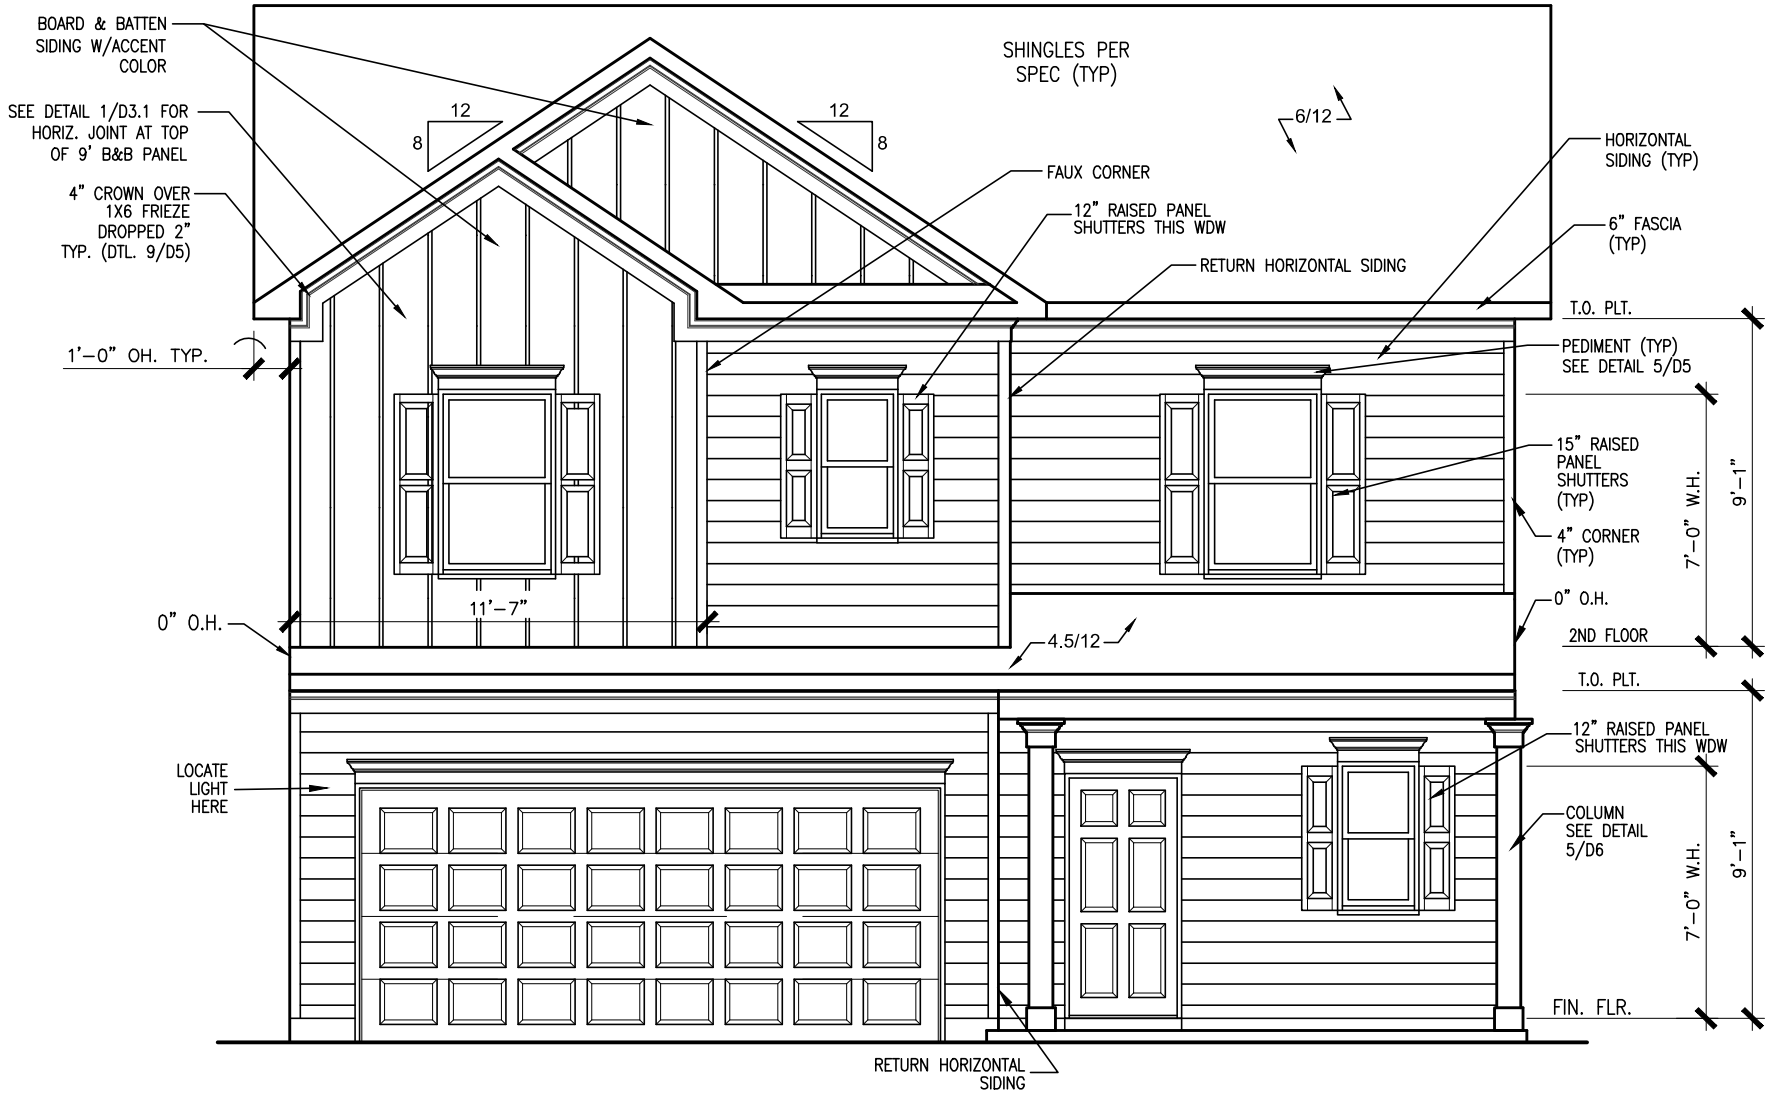 BOARD & BATTEN
SIDING W/ACCENT
COLOR
SHINGLES PER
SPEC (TYP)
SEE DETAIL 1/D3.1 FOR
HORIZ. JOINT AT TOP
OF 9' B&B PANEL
12
8
12
8
6/12
HORIZONTAL
SIDING (TYP)
4" CROWN OVER
1X6 FRIEZE
DROPPED 2"
TYP. (DTL. 9/D5)
FAUX CORNER
12" RAISED PANEL
SHUTTERS THIS WDW
6" FASCIA
(TYP)
RETURN HORIZONTAL SIDING
T.O. PLT.
1'-0" OH. TYP.
PEDIMENT (TYP)
SEE DETAIL 5/D5
15" RAISED
PANEL
SHUTTERS
(TYP)
7'-0" W.H.
9'-1"
4" CORNER
(TYP)
11'-7"
0" O.H.
0" O.H.
4.5/12
2ND FLOOR
T.O. PLT.
12" RAISED PANEL
SHUTTERS THIS WDW
LOCATE
LIGHT
HERE
COLUMN
SEE DETAIL
5/D6
7'-0" W.H.
9'-1"
FIN. FLR.
RETURN HORIZONTAL
SIDING